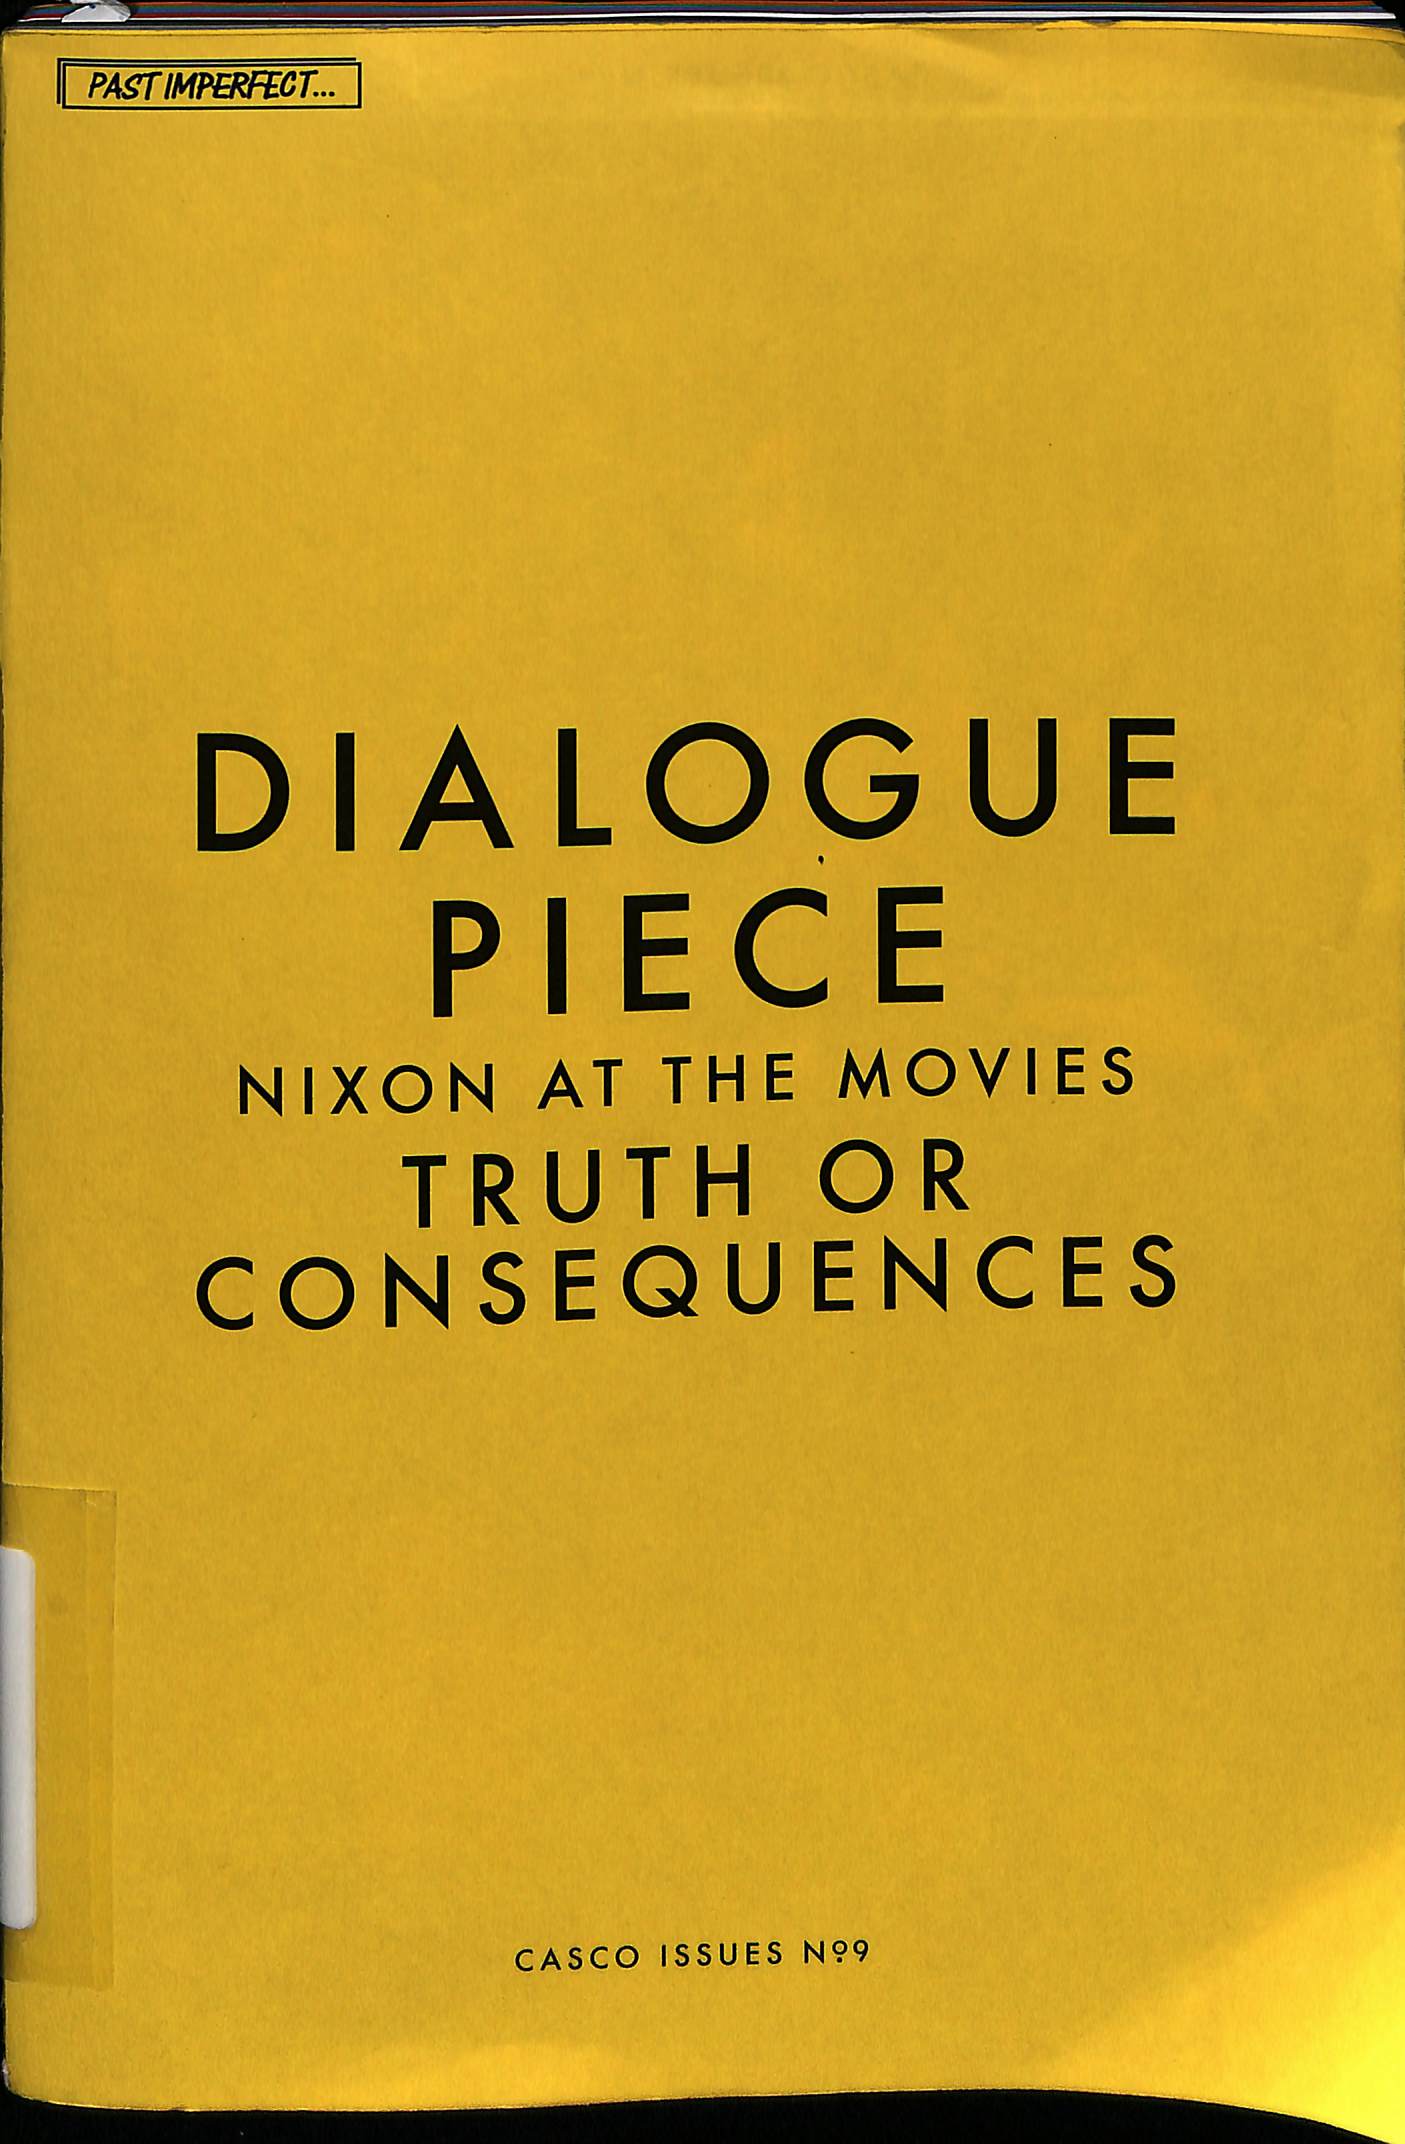 PAST IMPERFECT...
DIALOGUE
PIECE
NIXON AT THE MOVIES
TRUTH OR
CONSEQUENCES
CASCO ISSUES Nº9